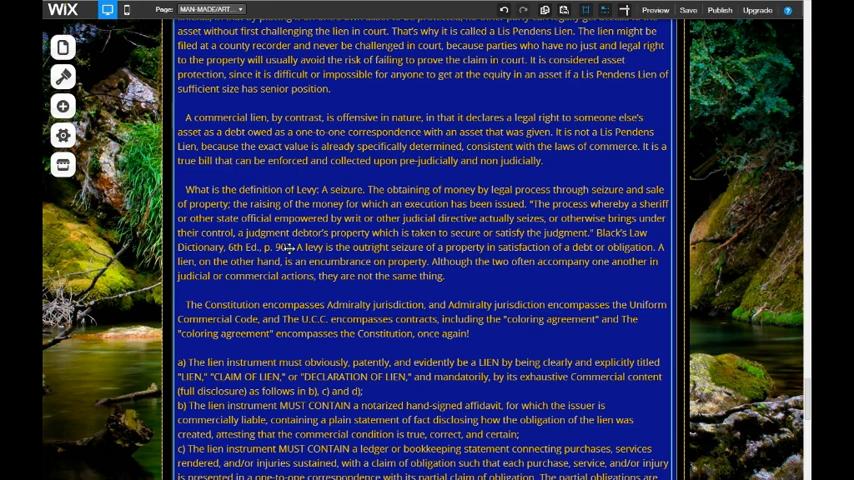 WiX
Page: MAN-MADE/ART...
Preview
Save
Publish
Upgrade
asset without first challenging the lien in court. That's why it is called a Lis Pendens Lien. The lien might be
filed at a county recorder and never be challenged in court, because parties who have no just and legal right
to the property will usually avoid the risk of failing to prove the claim in court. It is considered asset
protection, since it is difficult or impossible for anyone to get at the equity in an asset if a Lis Pendens Lien of
sufficient size has senior position.
A commercial lien, by contrast, is offensive in nature, in that it declares a legal right to someone else's
asset as a debt owed as a one-to-one correspondence with an asset that was given. It is not a Lis Pendens
Lien, because the exact value is already specifically determined, consistent with the laws of commerce. It is a
true bill that can be enforced and collected upon pre-judicially and non judicially.
What is the definition of Levy: A seizure. The obtaining of money by legal process through seizure and sale
of property; the raising of the money for which an execution has been issued. "The process whereby a sheriff
or other state official empowered by writ or other judicial directive actually seizes, or otherwise brings under
their control, a judgment debtor's property which is taken to secure or satisfy the judgment." Black's Law
Dictionary, 6th Ed., p. A levy is the outright seizure of a property in satisfaction of a debt or obligation. A
lien, on the other hand, is an encumbrance on property. Although the two often accompany one another in
judicial or commercial actions, they are not the same thing.
The Constitution encompasses Admiralty jurisdiction, and Admiralty jurisdiction encompasses the Uniform
Commercial Code, and The U.C.C. encompasses contracts, including the "coloring agreement" and The
"coloring agreement" encompasses the Constitution, once again!
a) The lien instrument must obviously, patently, and evidently be a LIEN by being clearly and explicitly titled
"LIEN," "CLAIM OF LIEN," or "DECLARATION OF LIEN," and mandatorily, by its exhaustive Commercial content
(full disclosure) as follows in b), c) and d);
b) The lien instrument MUST CONTAIN a notarized hand-signed affidavit, for which the issuer is
commercially liable, containing a plain statement of fact disclosing how the obligation of the lien was
created, attesting that the commercial condition is true, correct, and certain;
c) The lien instrument MUST CONTAIN a ledger or bookkeeping statement connecting purchases, services
rendered, and/or injuries sustained, with a claim of obligation such that each purchase, service, and/or injury
is presented in a one-to-one correspondence with its partial claim of obligation. The partial obligations are